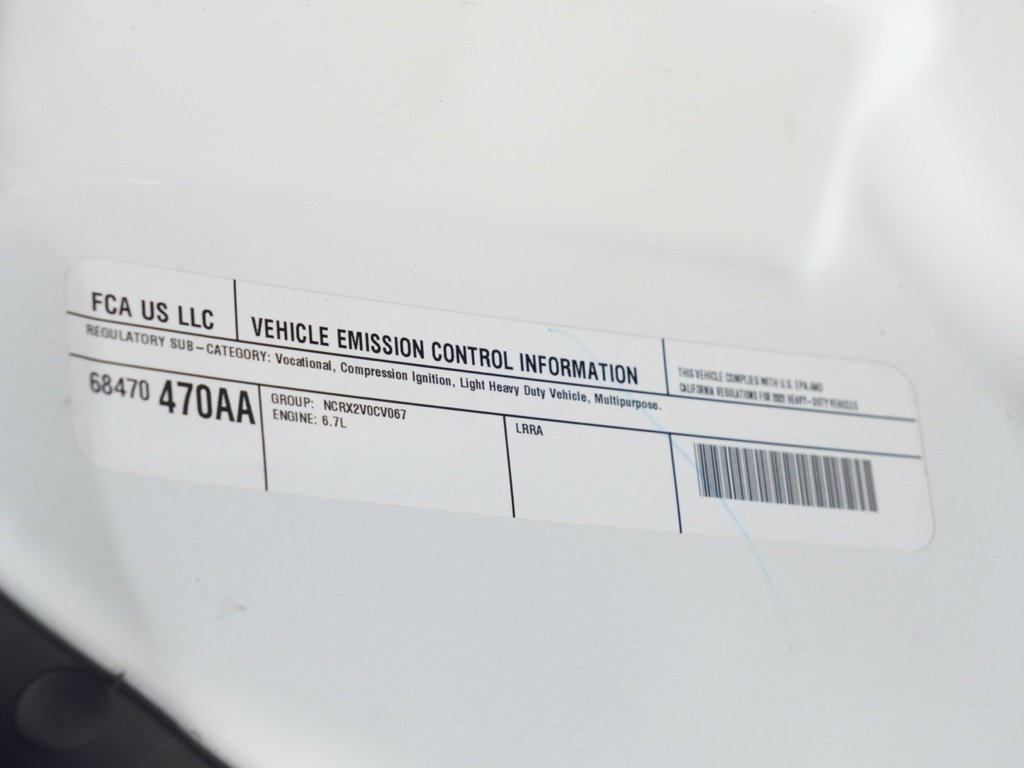 FCA US LLC
VEHICLE EMISSION CONTROL INFORMATION
THIS VEHICLE COMPLIES WITH U.S. EPA AND
CALIFORNIA REGULATIONS FOR 2022 HEAVY-DUTY VEHICLES
REGULATORY SUB-CATEGORY: Vocational, Compression Ignition, Light Heavy Duty Vehicle, Multipurpose.
68470 470AA
GROUP: NCRX2V0CV067
ENGINE: 6.7L
LRRA